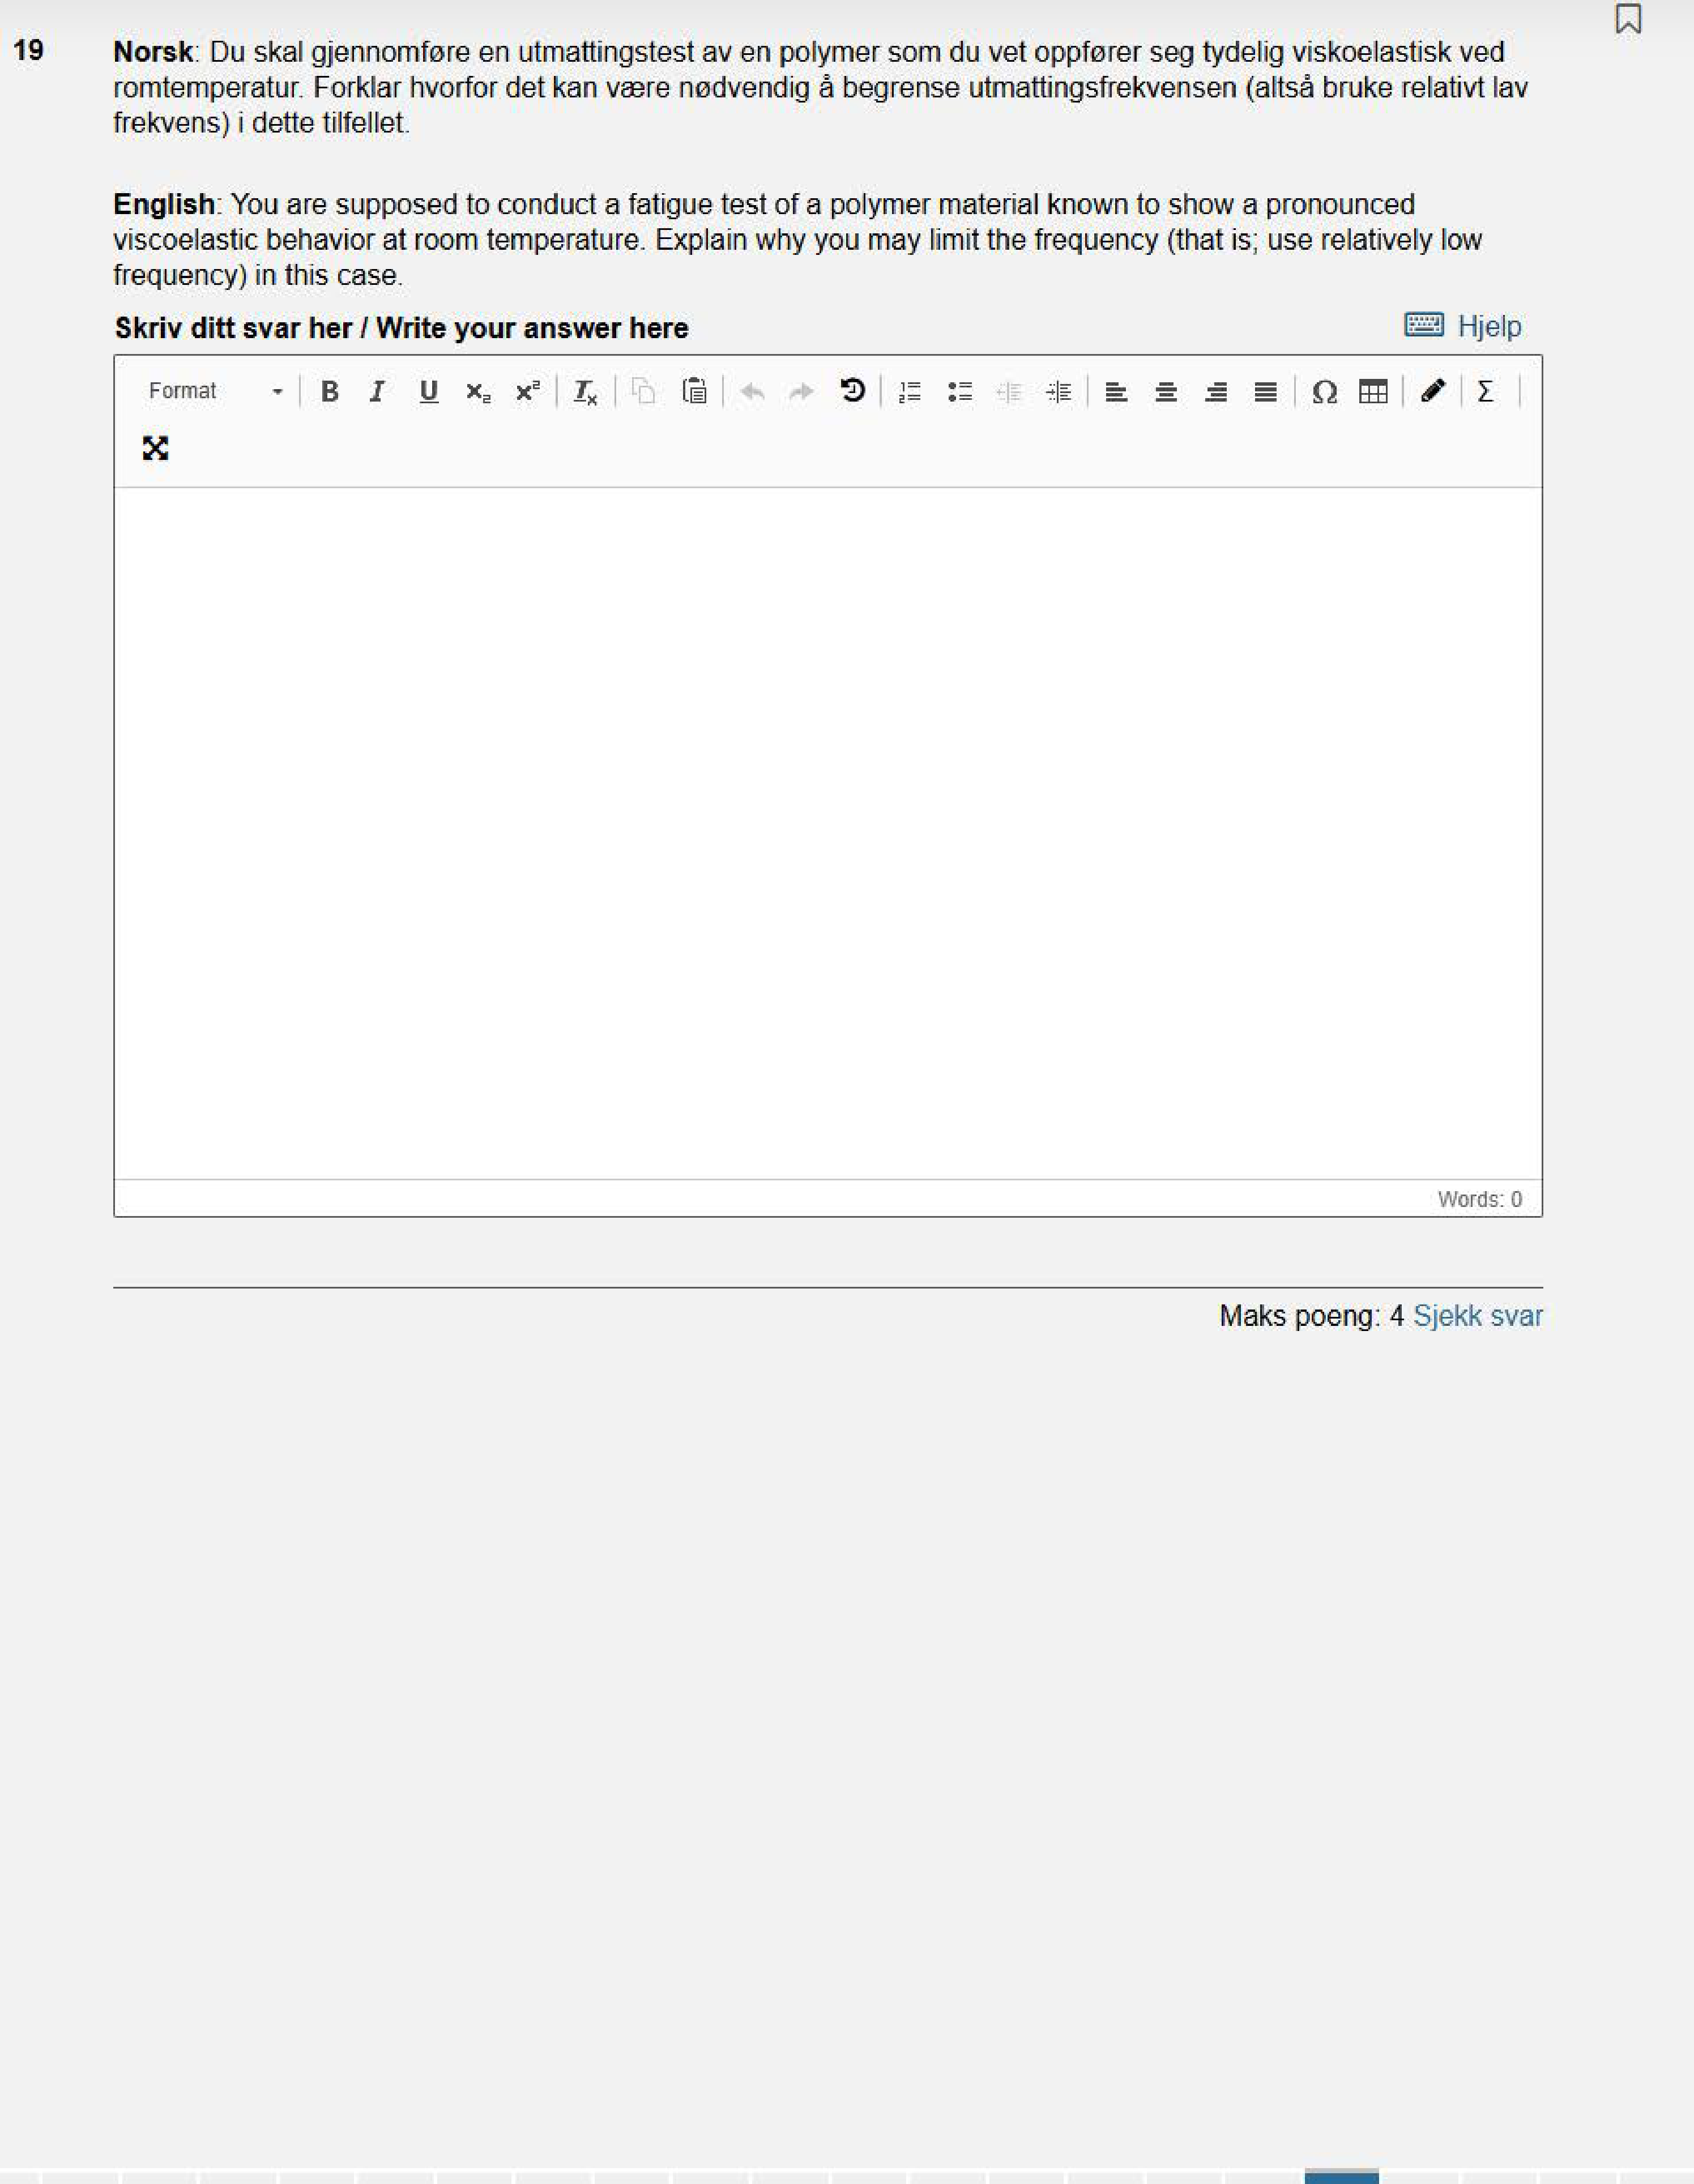 19
Norsk: Du skal gjennomføre en utmattingstest av en polymer som du vet oppfører seg tydelig viskoelastisk ved
romtemperatur. Forklar hvorfor det kan være nødvendig å begrense utmattingsfrekvensen (altså bruke relativt lav
frekvens) i dette tilfellet.
English: You are supposed to conduct a fatigue test of a polymer material known to show a pronounced
viscoelastic behavior at room temperature. Explain why you may limit the frequency (that is; use relatively low
frequency) in this case.
Skriv ditt svar her / Write your answer here
Hjelp
Format B I U x₂ x² Iₓ Ω Σ
Words: 0
Maks poeng: 4 Sjekk svar